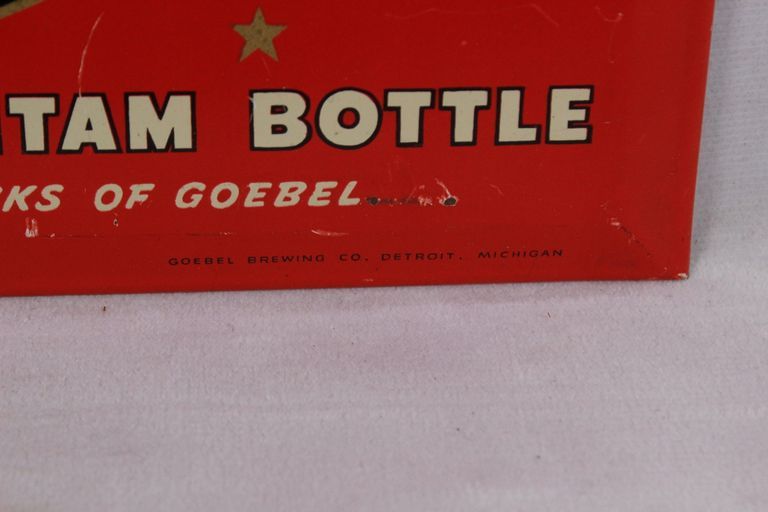 TAM BOTTLE
KS OF GOEBEL....
GOEBEL BREWING CO. DETROIT, MICHIGAN